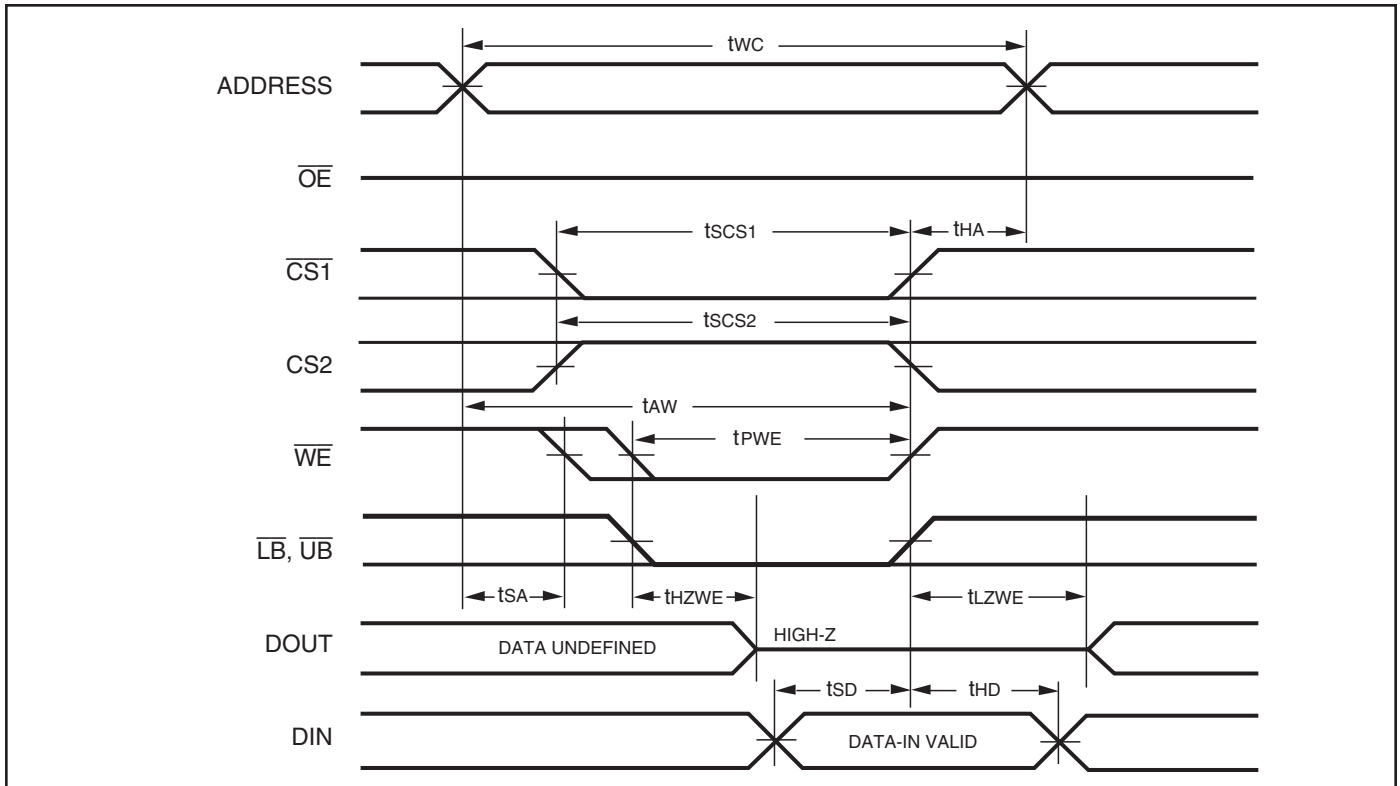 tWC
ADDRESS
OE
tSCS1
tHA
CS1
tSCS2
CS2
tAW
tPWE
WE
LB, UB
tSA
tHZWE
tLZWE
DOUT
DATA UNDEFINED
HIGH-Z
tSD
tHD
DIN
DATA-IN VALID